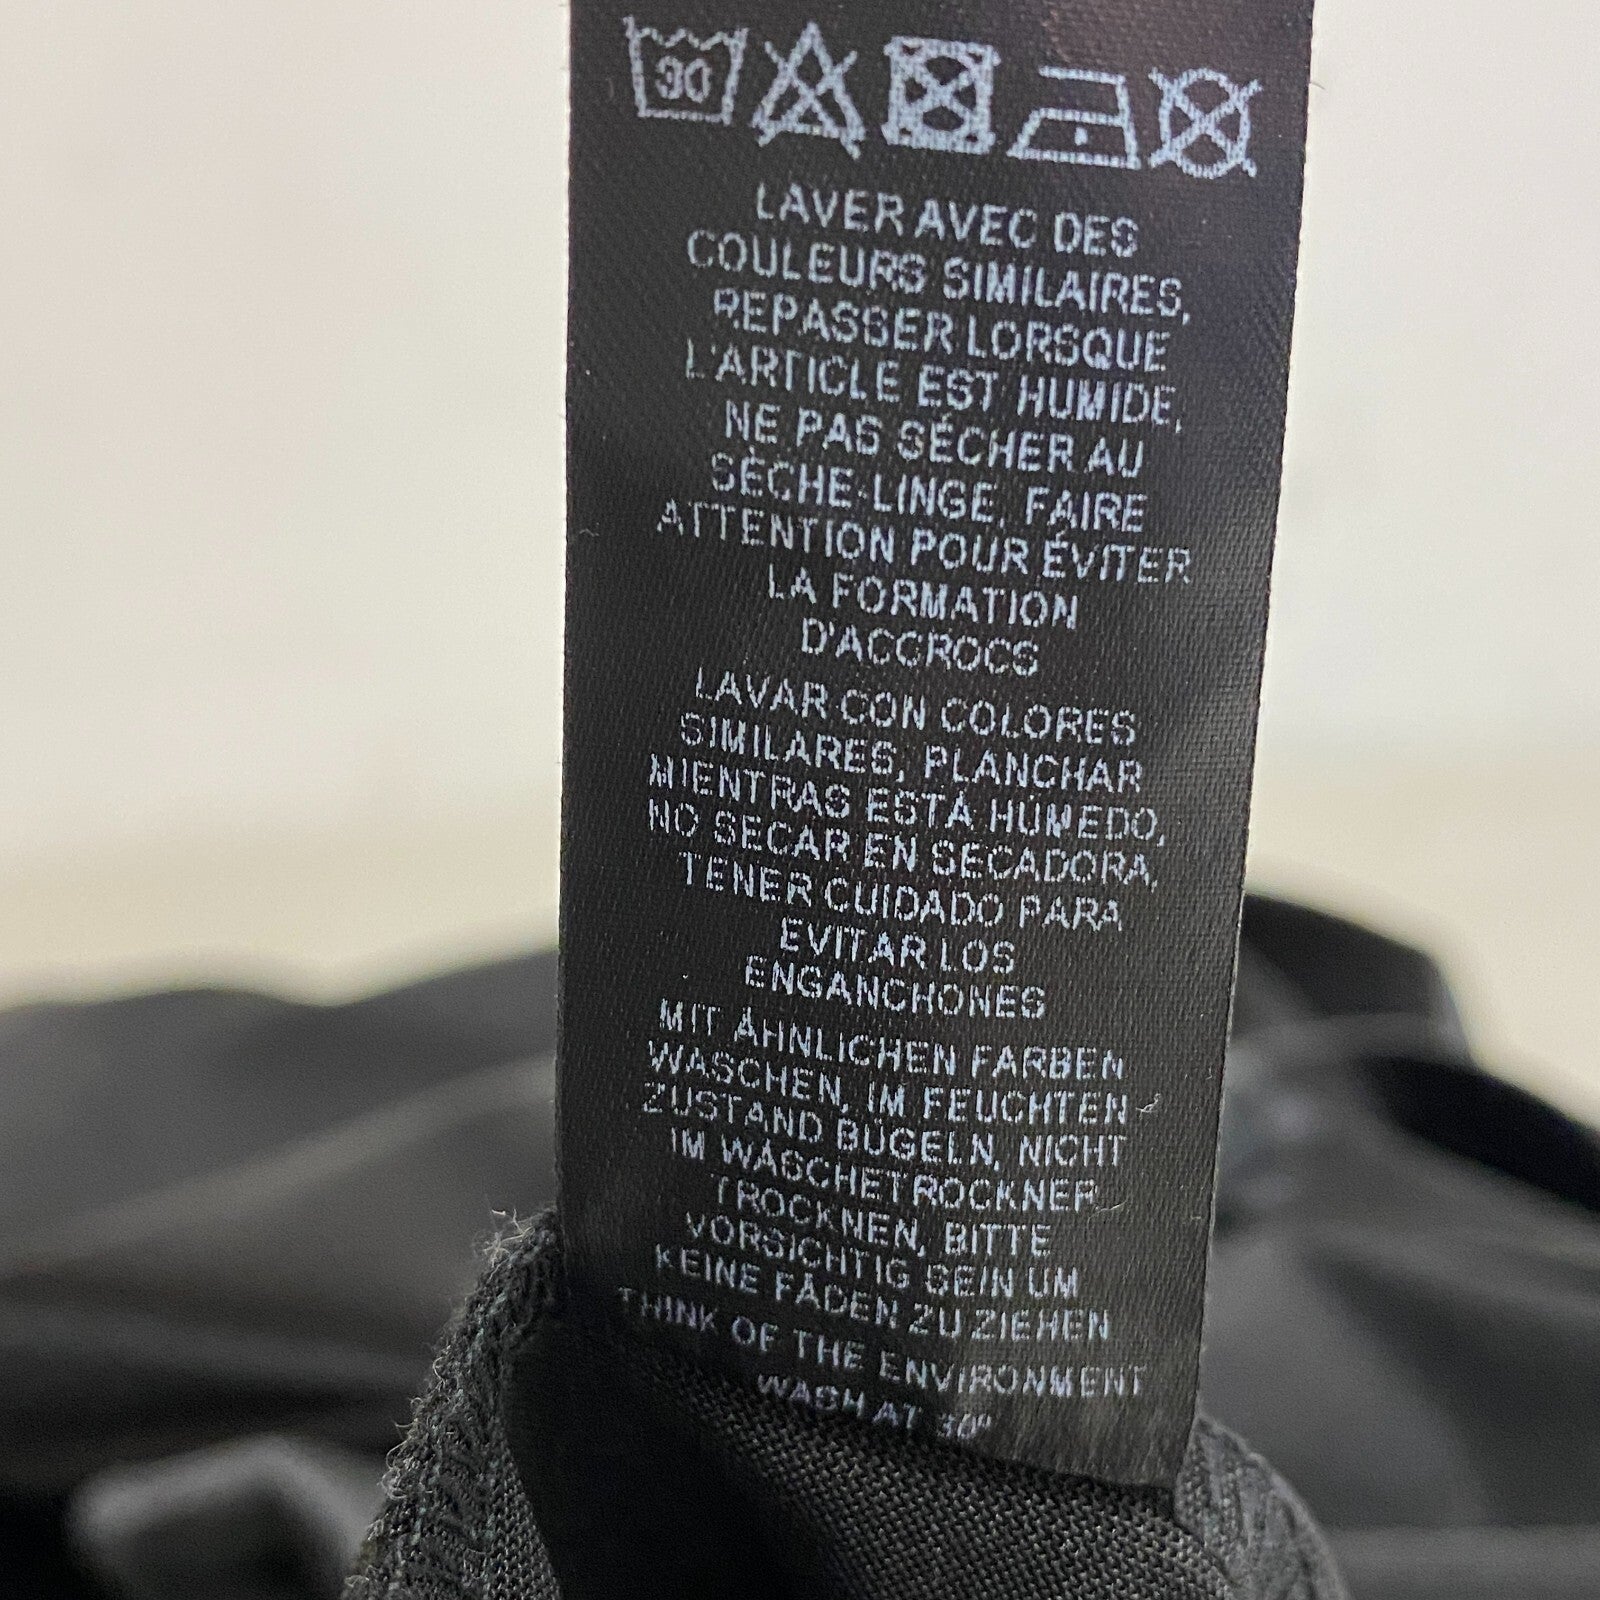 30
LAVER AVEC DES
COULEURS SIMILAIRES,
REPASSER LORSQUE
L'ARTICLE EST HUMIDE,
NE PAS SÉCHER AU
SÈCHE-LINGE, FAIRE
ATTENTION POUR ÉVITER
LA FORMATION
D'ACCROCS
LAVAR CON COLORES
SIMILARES, PLANCHAR
MIENTRAS ESTÁ HÚMEDO,
NO SECAR EN SECADORA,
TENER CUIDADO PARA
EVITAR LOS
ENGANCHONES
MIT ÄHNLICHEN FARBEN
WASCHEN, IM FEUCHTEN
ZUSTAND BÜGELN, NICHT
IM WÄSCHETROCKNER
TROCKNEN, BITTE
VORSICHTIG SEIN UM
KEINE FÄDEN ZU ZIEHEN
THINK OF THE ENVIRONMENT
WASH AT 30°